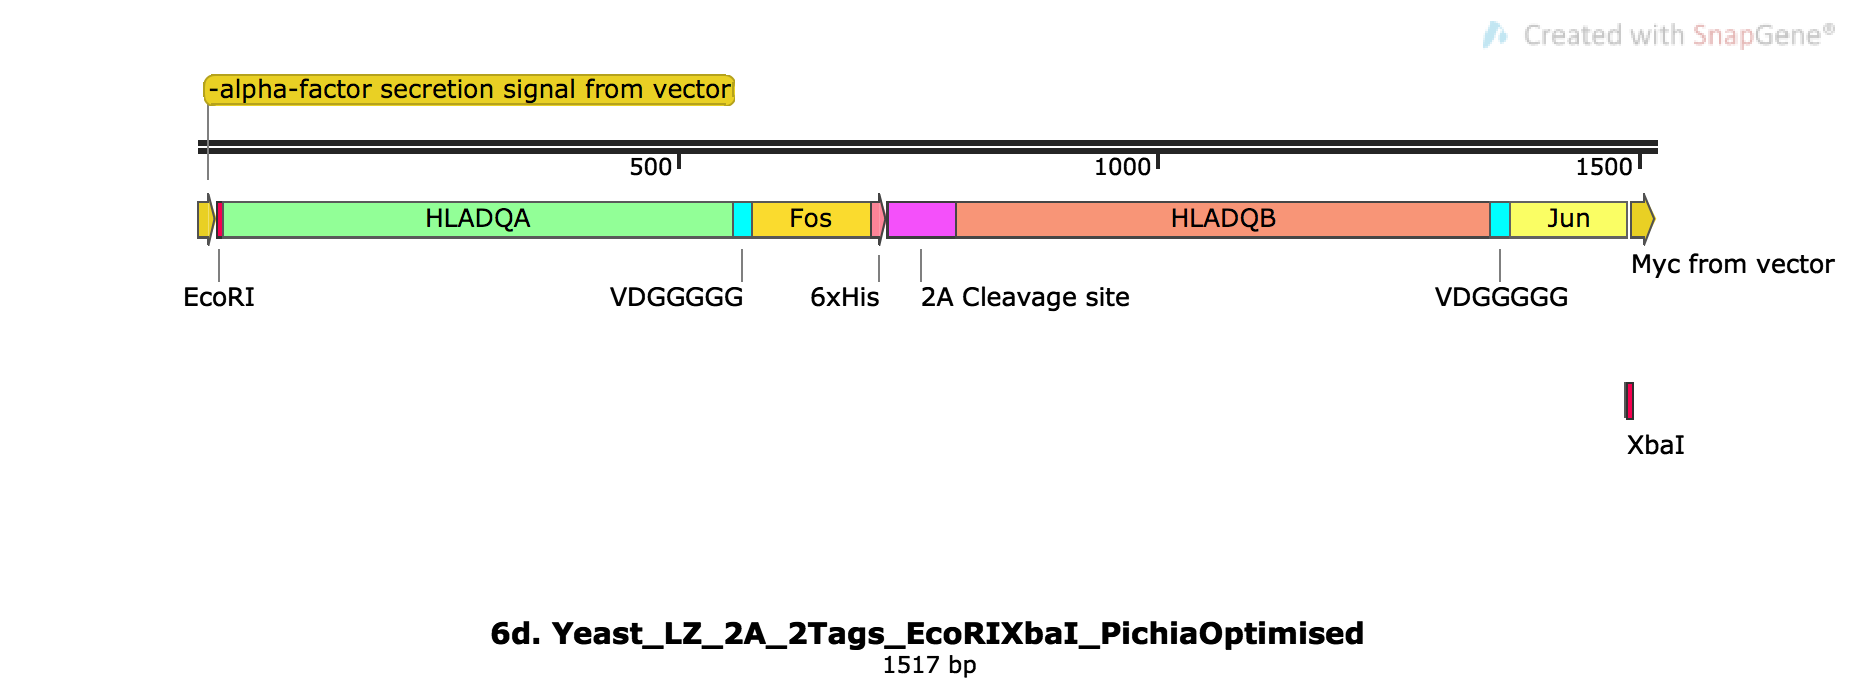 Created with SnapGene®
-alpha-factor secretion signal from vector
500 1000 1500
HLADQA Fos HLADQB Jun
Myc from vector
EcoRI VDGGGGG 6xHis 2A Cleavage site VDGGGGG
XbaI
6d. Yeast_LZ_2A_2Tags_EcoRIXbaI_PichiaOptimised
1517 bp